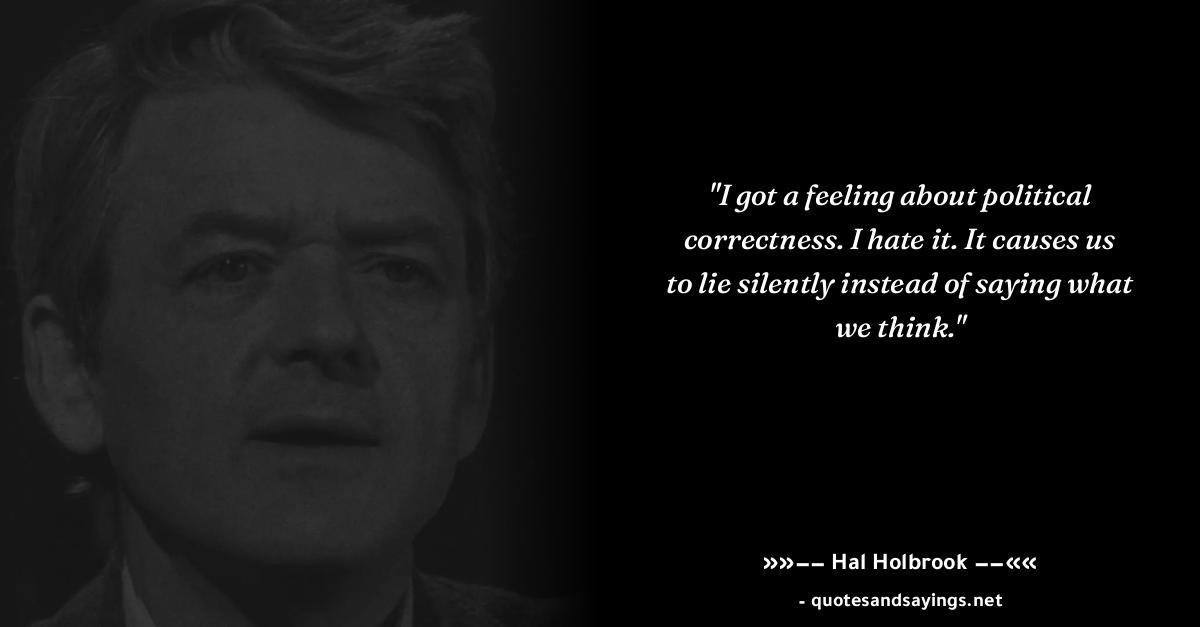 "I got a feeling about political
correctness. I hate it. It causes us
to lie silently instead of saying what
we think."
»»–– Hal Holbrook ––««
- quotesandsayings.net